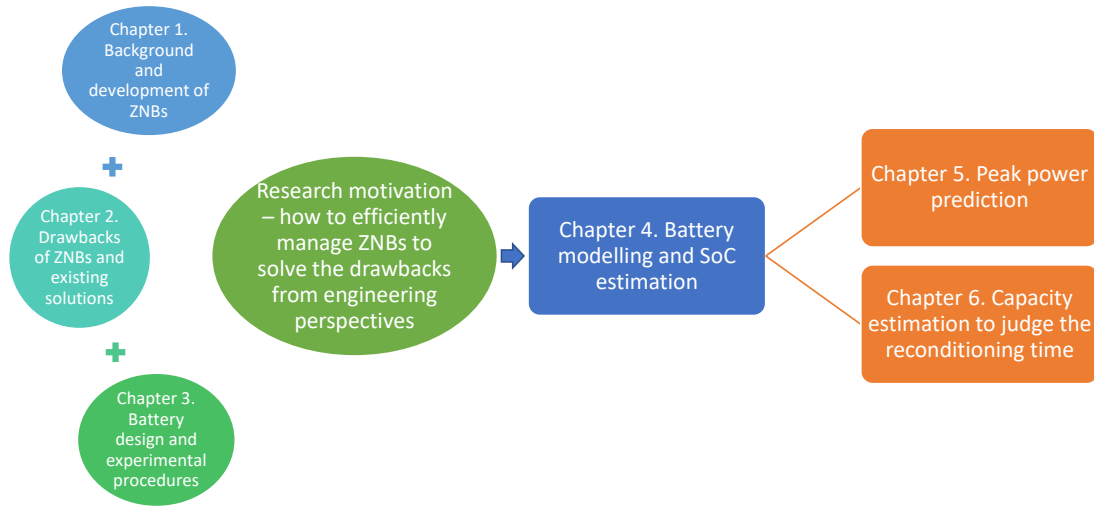 Chapter 1.
Background
and
development of
ZNBs
Chapter 2.
Drawbacks
of ZNBs and
existing
solutions
Chapter 3.
Battery
design and
experimental
procedures
Research motivation
– how to efficiently
manage ZNBs to
solve the drawbacks
from engineering
perspectives
Chapter 4. Battery
modelling and SoC
estimation
Chapter 5. Peak power
prediction
Chapter 6. Capacity
estimation to judge the
reconditioning time